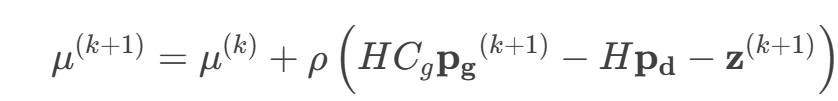 μ^{(k+1)} = μ^{(k)} + ρ (HC_g **p_g**^{(k+1)} − H**p_d** − **z**^{(k+1)})